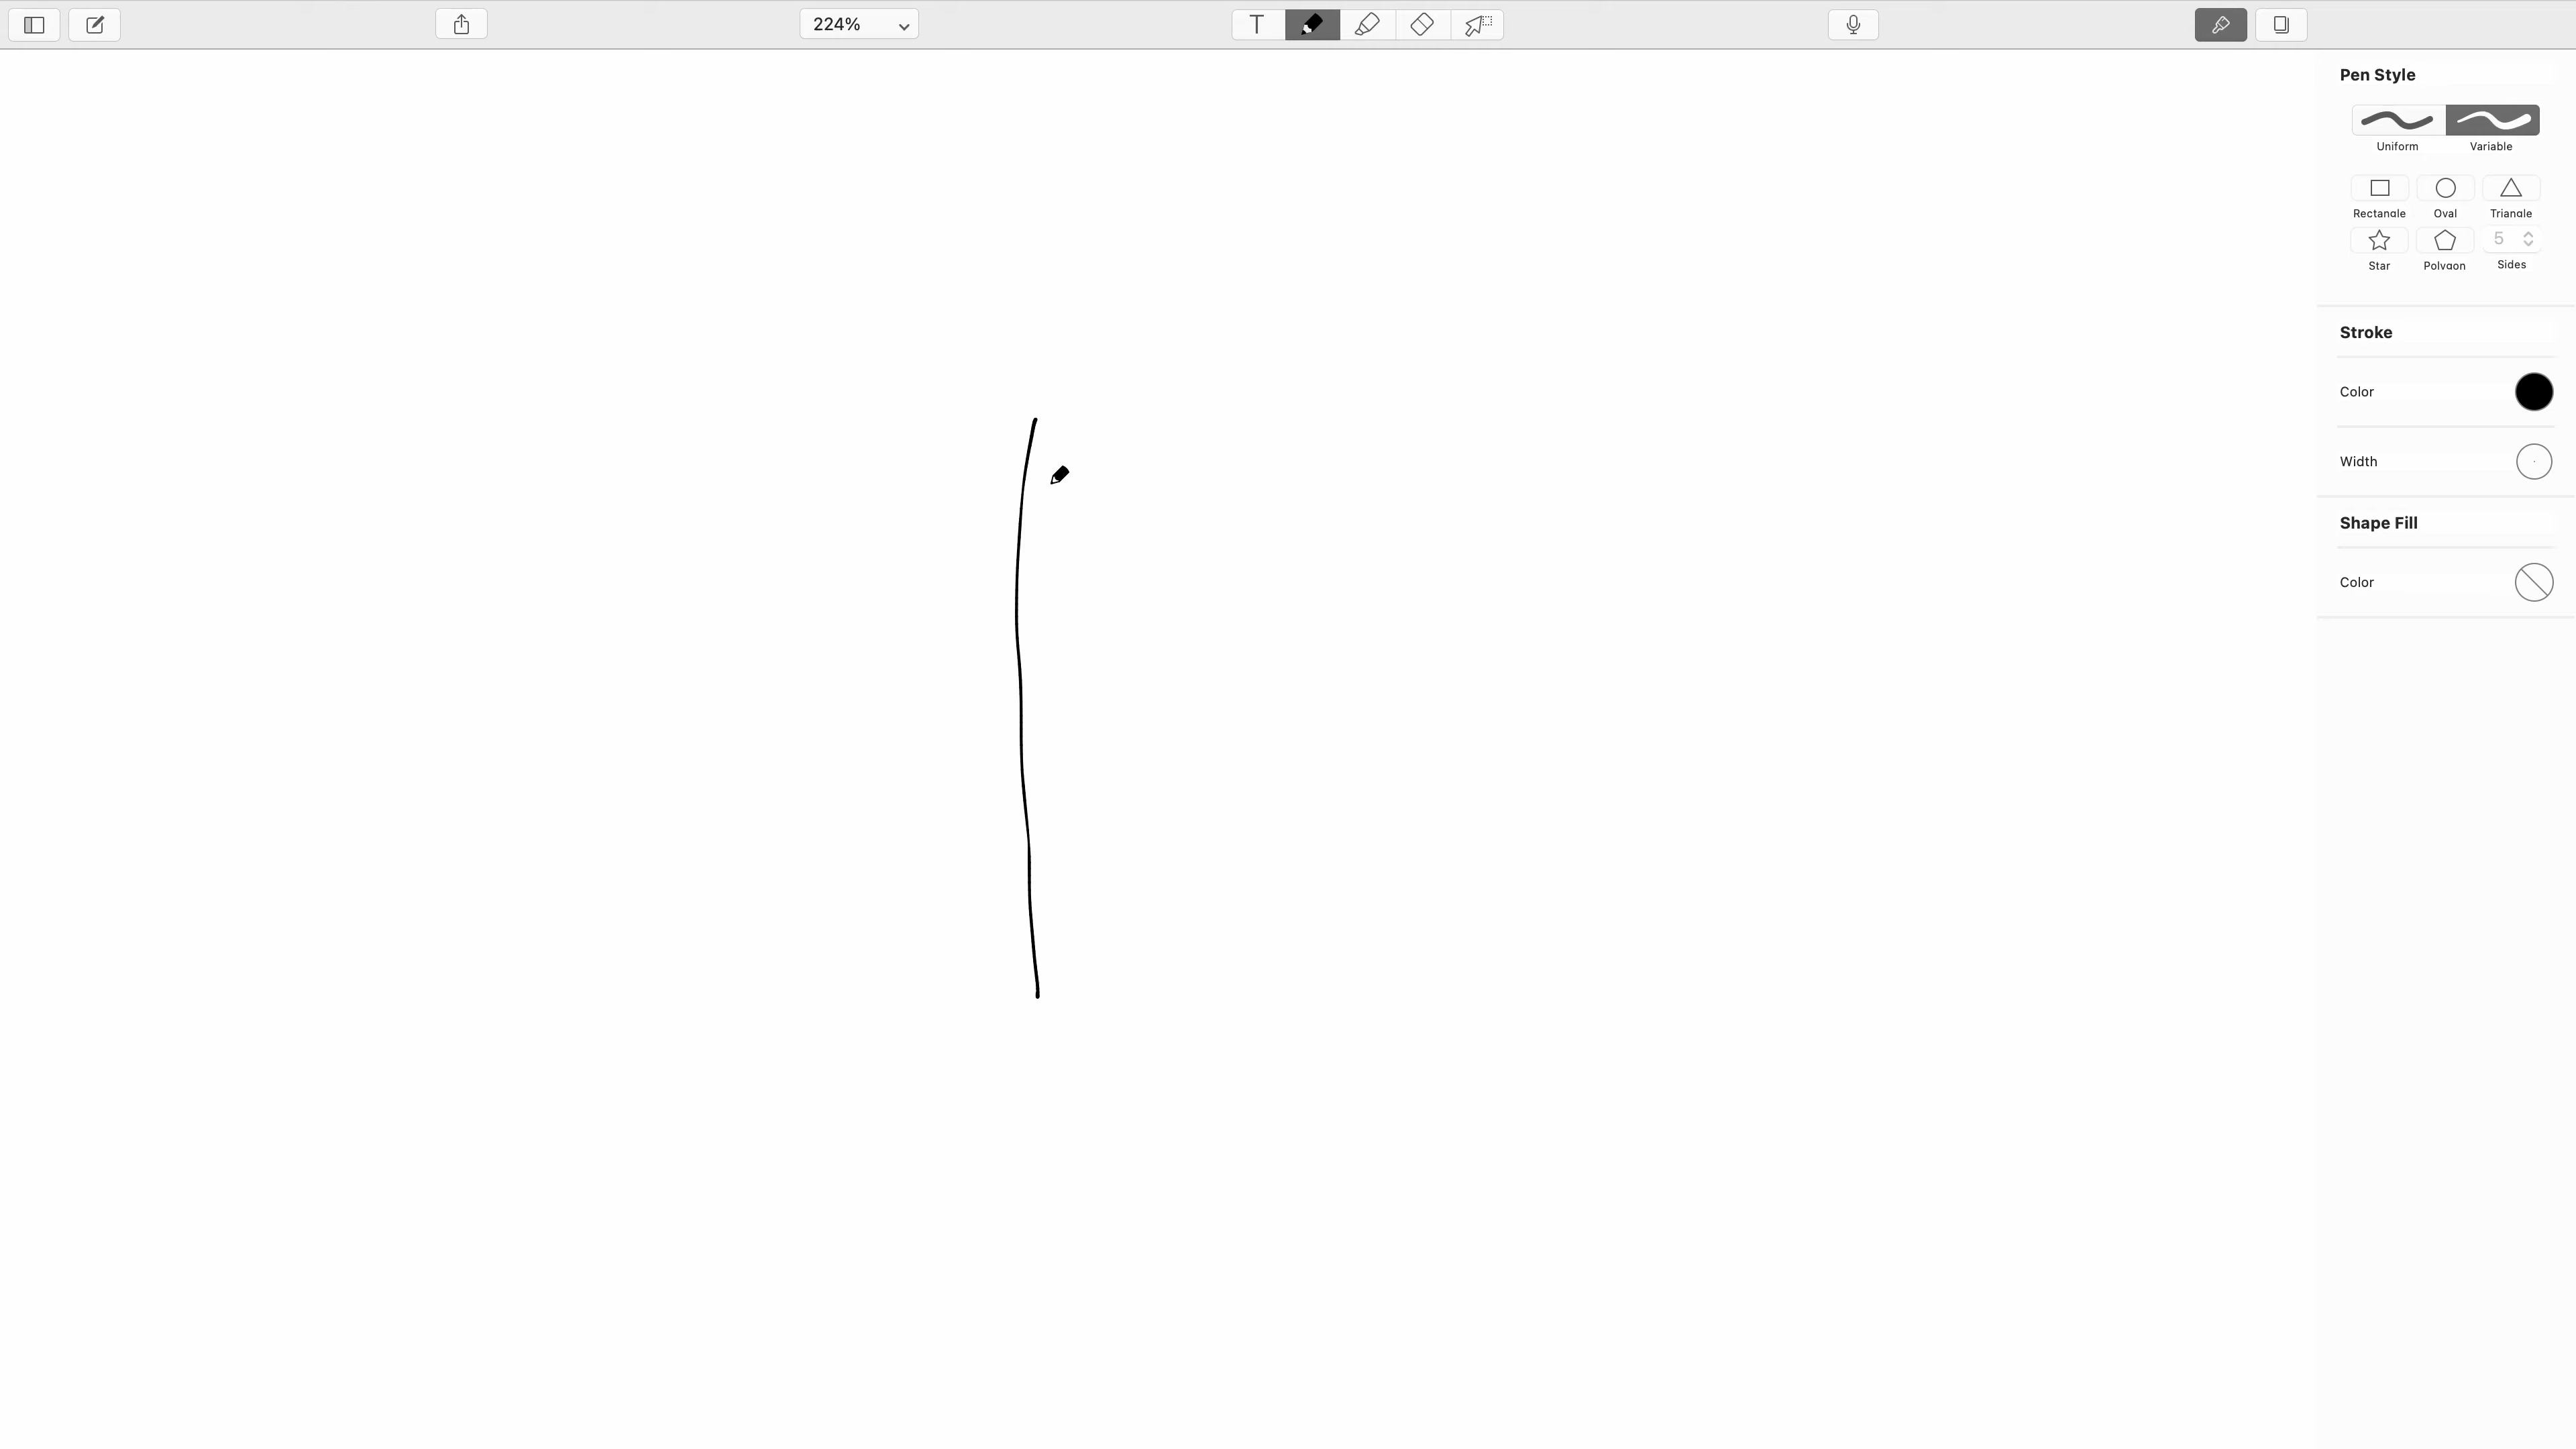 224%
T
Pen Style
Uniform Variable
Rectangle Oval Triangle
5
Star Polygon Sides
Stroke
Color
Width
Shape Fill
Color